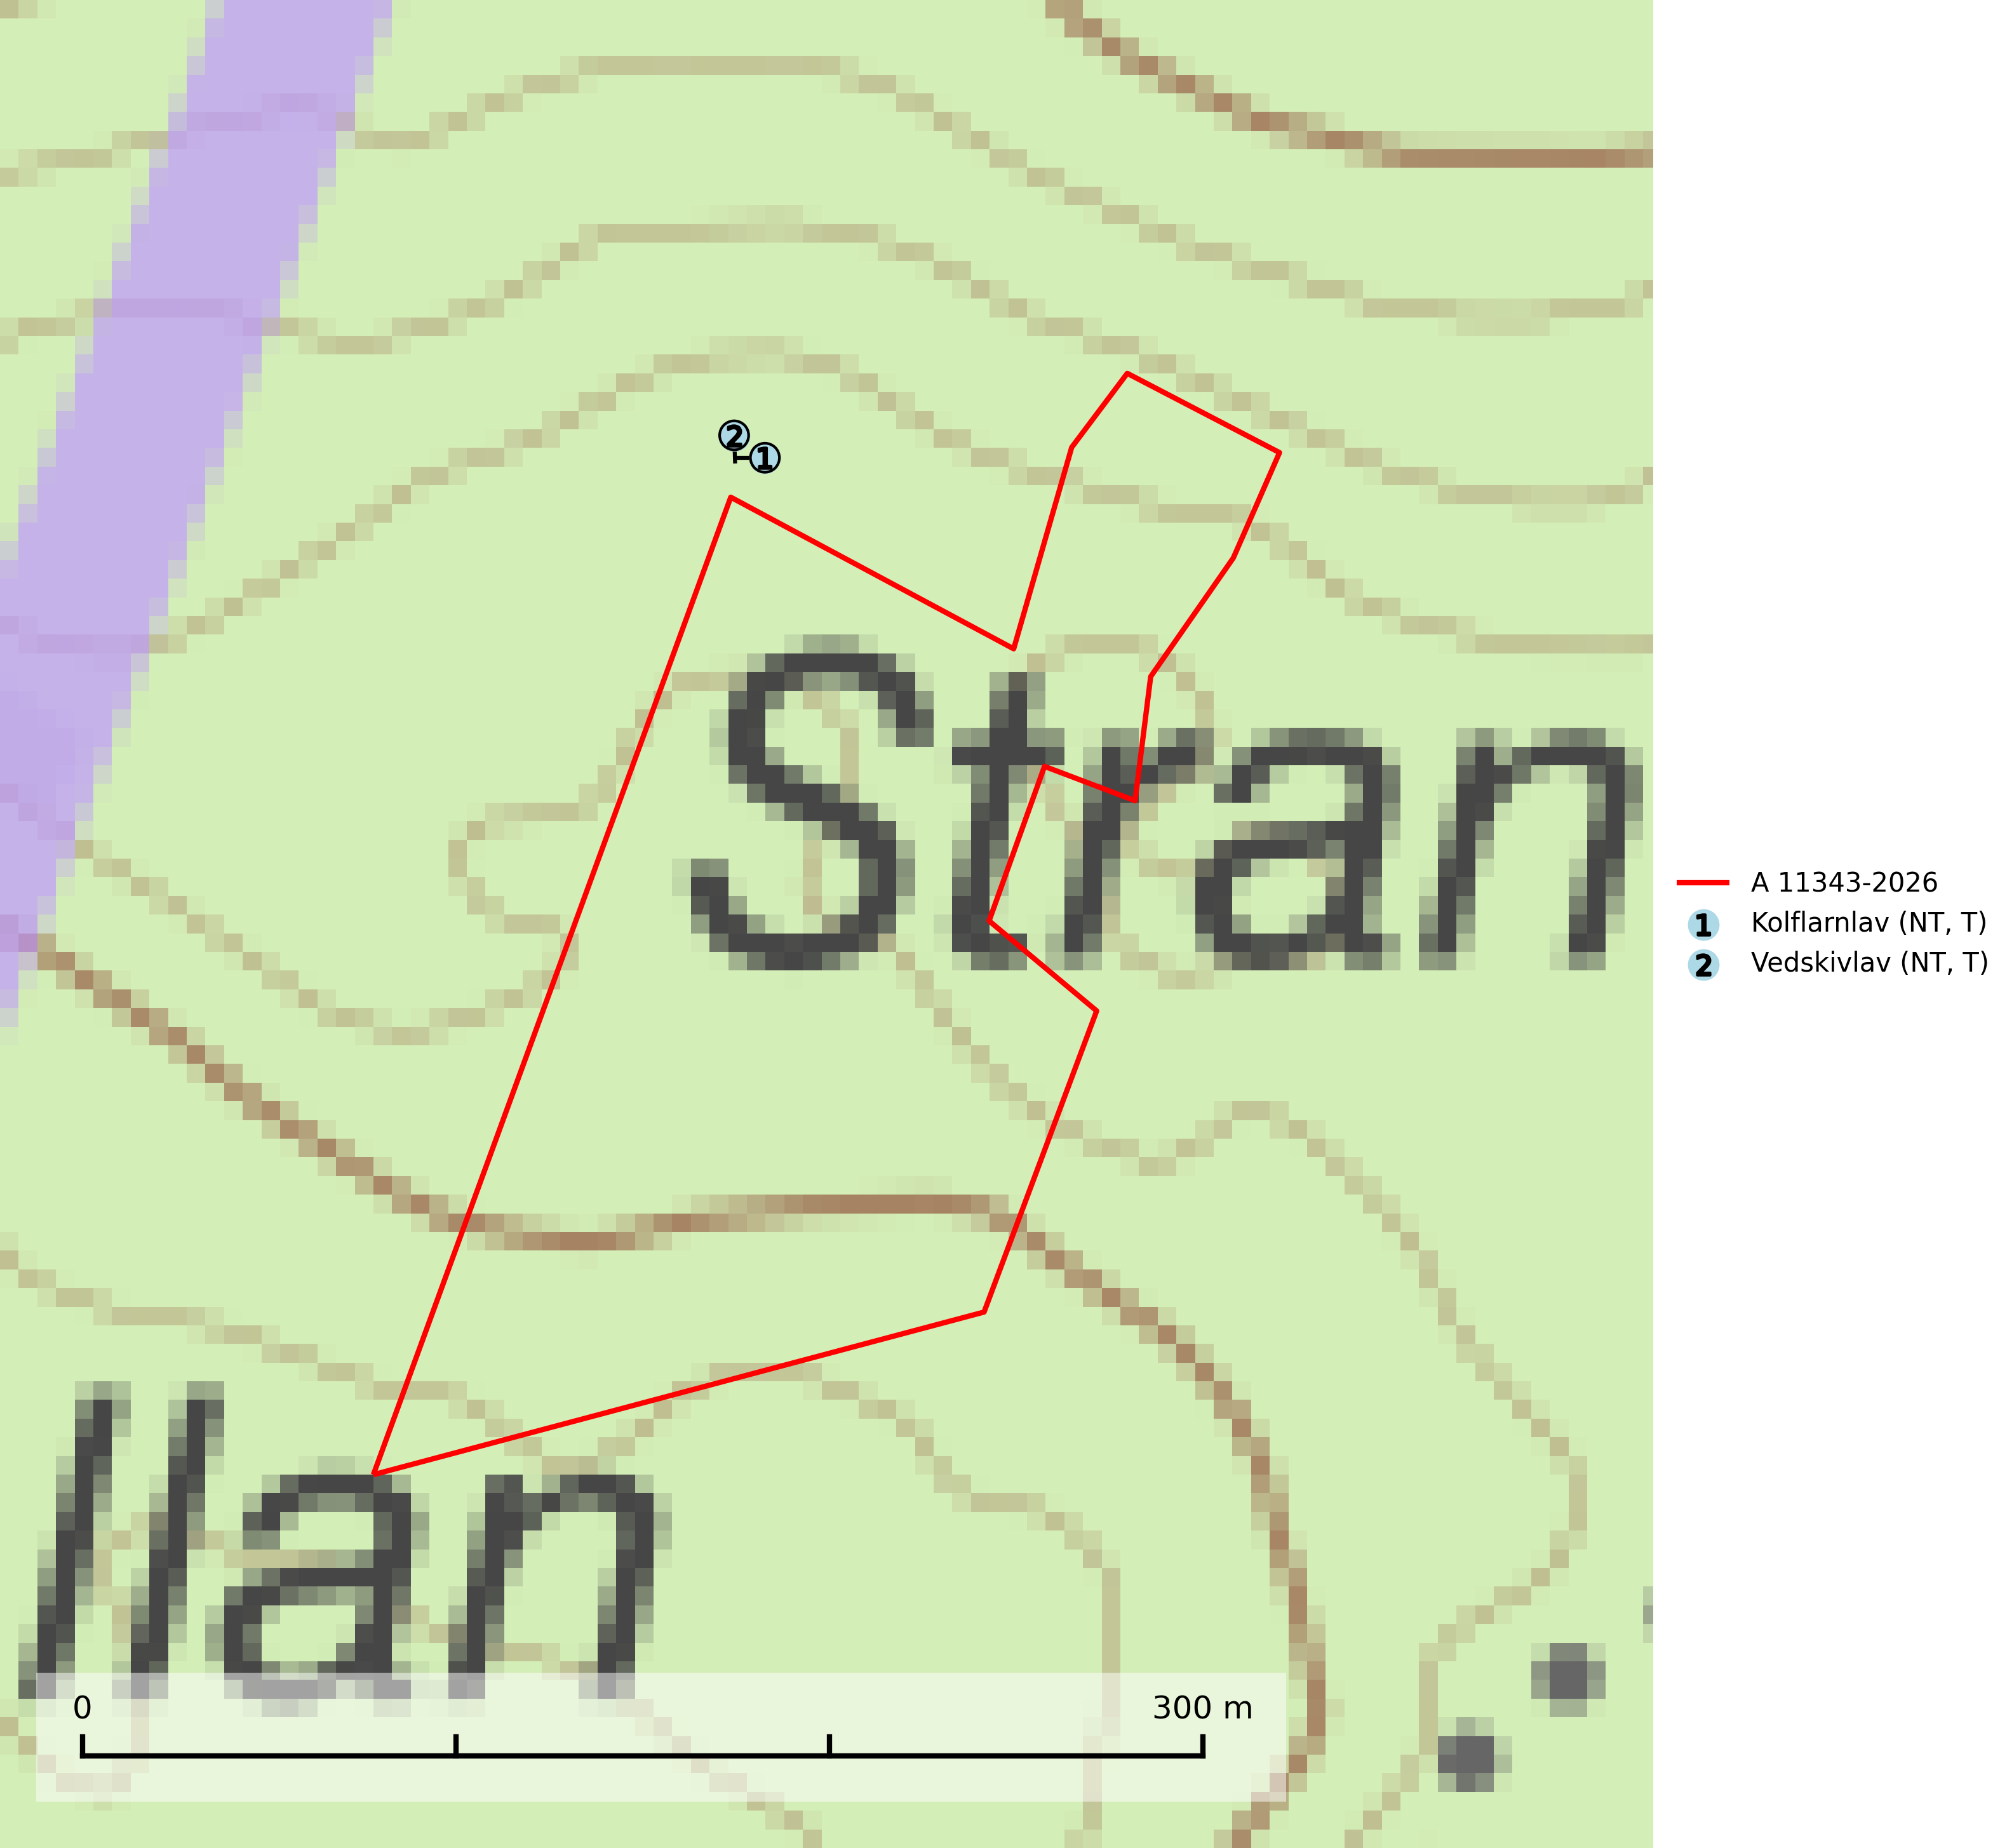 2
1
Stran
A 11343-2026
1 Kolflarnlav (NT, T)
2 Vedskivlav (NT, T)
llan
0 300 m